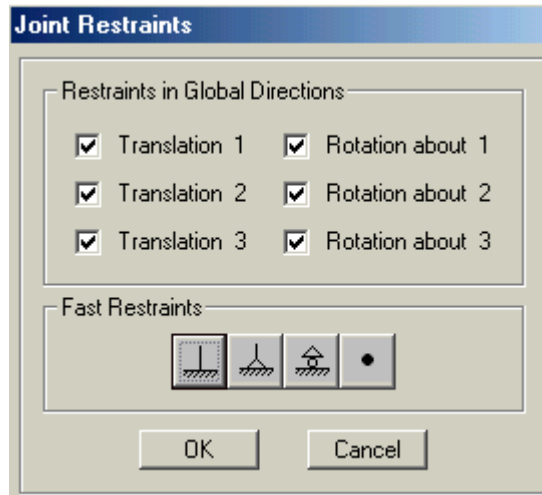 Joint Restraints
Restraints in Global Directions
Translation 1 Rotation about 1
Translation 2 Rotation about 2
Translation 3 Rotation about 3
Fast Restraints
OK Cancel